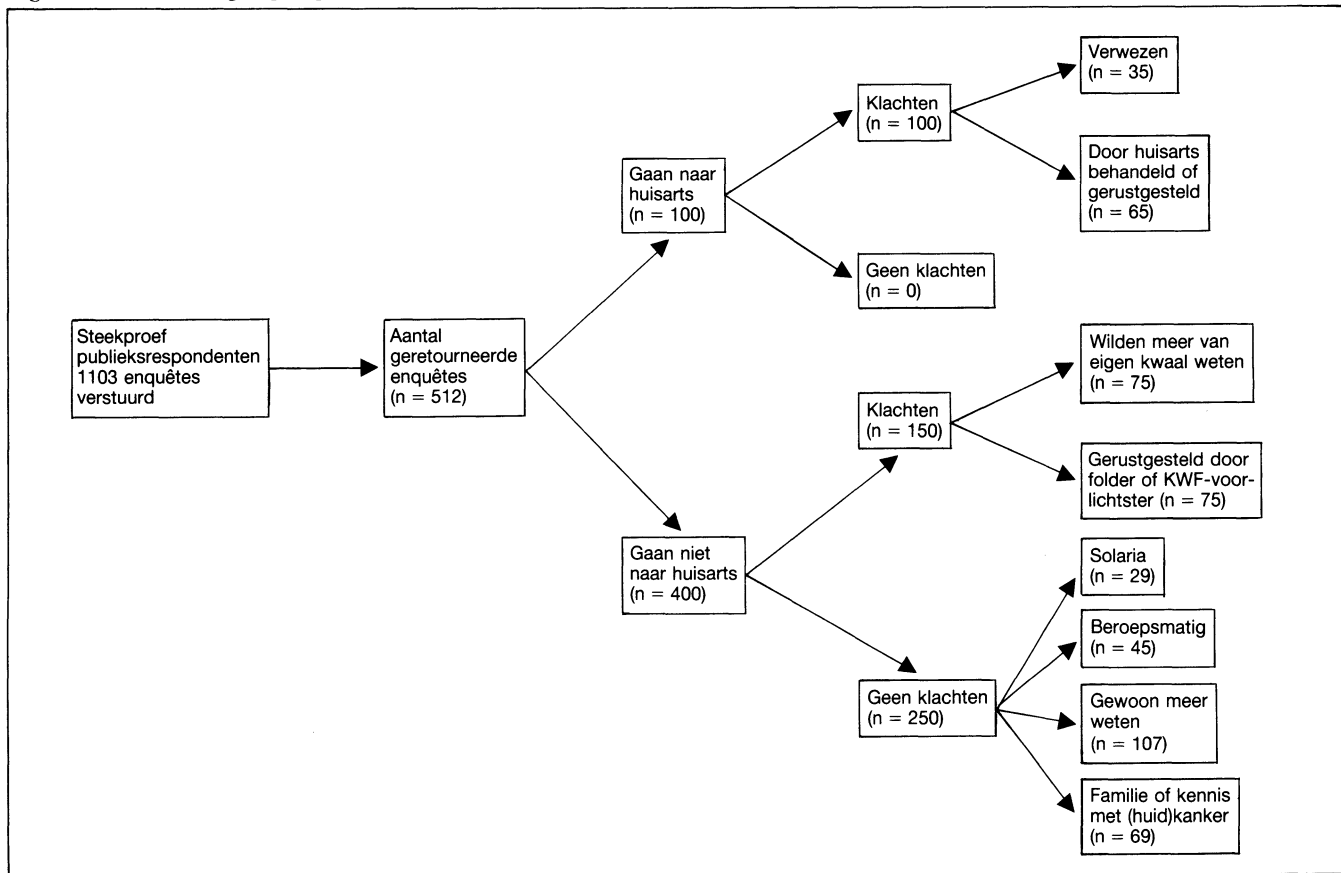 Steekproef
publieksrespondenten
1103 enquêtes
verstuurd
Aantal
geretourneerde
enquêtes
(n = 512)
Gaan naar
huisarts
(n = 100)
Klachten
(n = 100)
Verwezen
(n = 35)
Door huisarts
behandeld of
gerustgesteld
(n = 65)
Geen klachten
(n = 0)
Gaan niet
naar huisarts
(n = 400)
Klachten
(n = 150)
Wilden meer van
eigen kwaal weten
(n = 75)
Gerustgesteld door
folder of KWF-voor-
lichtster (n = 75)
Geen klachten
(n = 250)
Solaria
(n = 29)
Beroepsmatig
(n = 45)
Gewoon meer
weten
(n = 107)
Familie of kennis
met (huid)kanker
(n = 69)